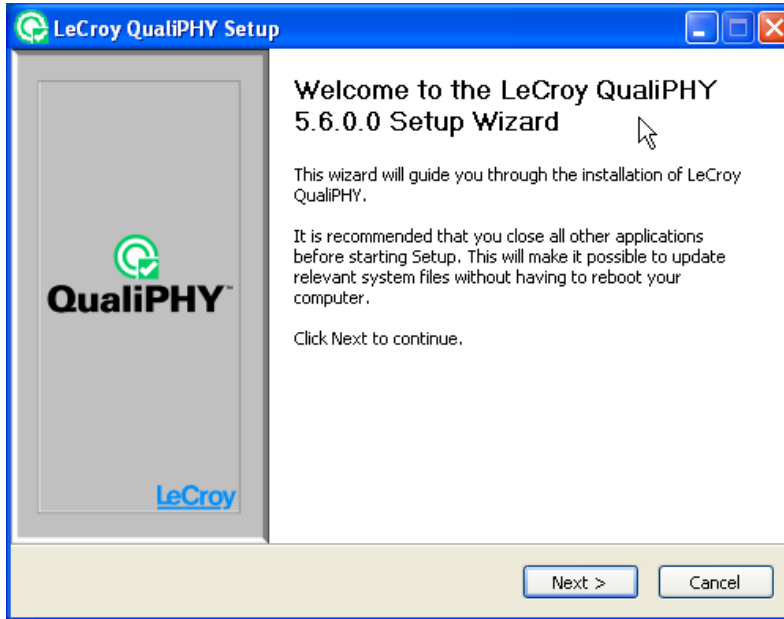 LeCroy QualiPHY Setup
Welcome to the LeCroy QualiPHY
5.6.0.0 Setup Wizard
This wizard will guide you through the installation of LeCroy
QualiPHY.
It is recommended that you close all other applications
before starting Setup. This will make it possible to update
relevant system files without having to reboot your
computer.
Click Next to continue.
QualiPHY™
LeCroy
Next >
Cancel